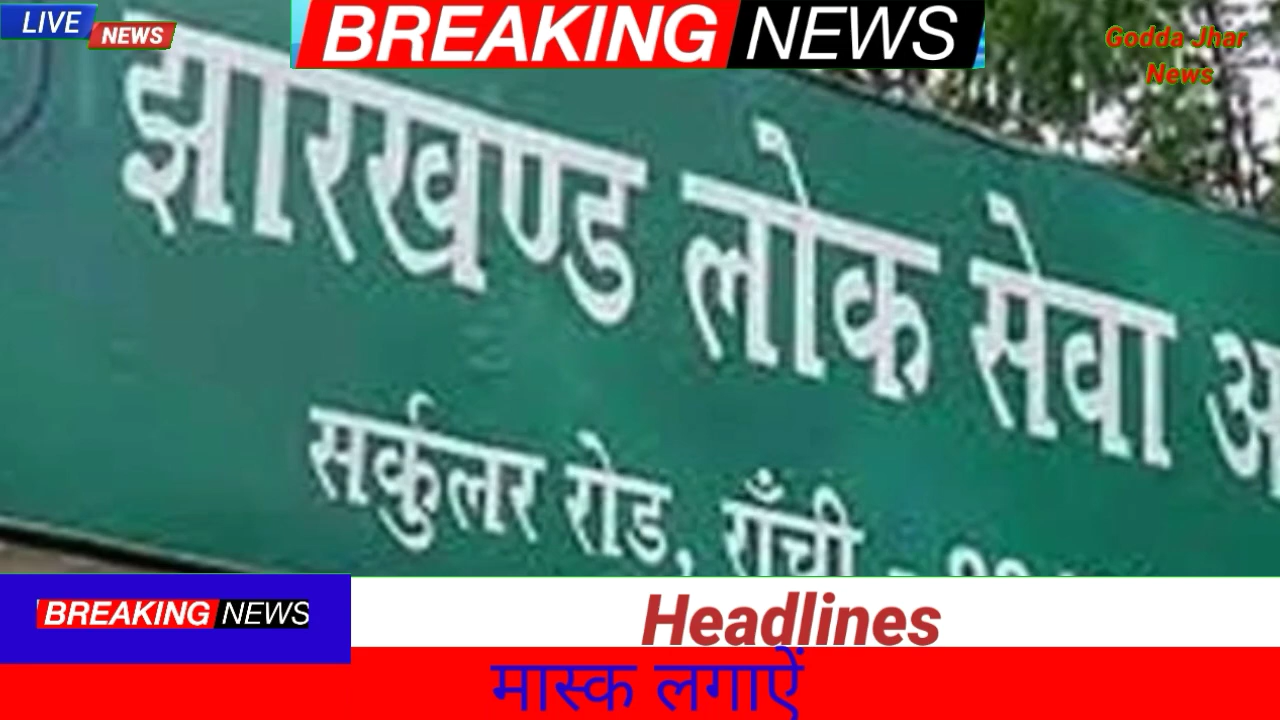 LIVE
NEWS
BREAKING NEWS
Godda Jhar
News
झारखण्ड लोक सेवा
सर्कुलर रोड, राँची -
BREAKING NEWS
Headlines
मास्क लगाऐं